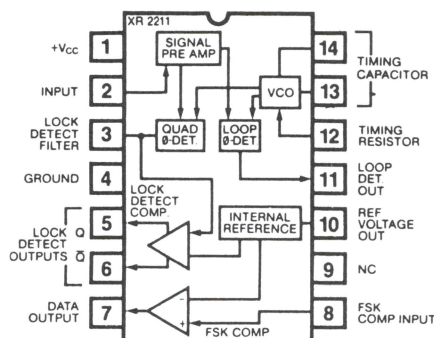 XR 2211
+Vcc
1
INPUT
2
LOCK
DETECT
FILTER
3
GROUND
4
LOCK
DETECT
OUTPUTS
Q
5
Q̅
6
DATA
OUTPUT
7
SIGNAL
PRE AMP
QUAD
Ø-DET.
LOOP
Ø-DET
VCO
LOCK
DETECT
COMP.
INTERNAL
REFERENCE
-
+
FSK COMP
14
TIMING
CAPACITOR
13
12
TIMING
RESISTOR
11
LOOP
DET.
OUT
10
REF
VOLTAGE
OUT
9
NC
8
FSK
COMP INPUT